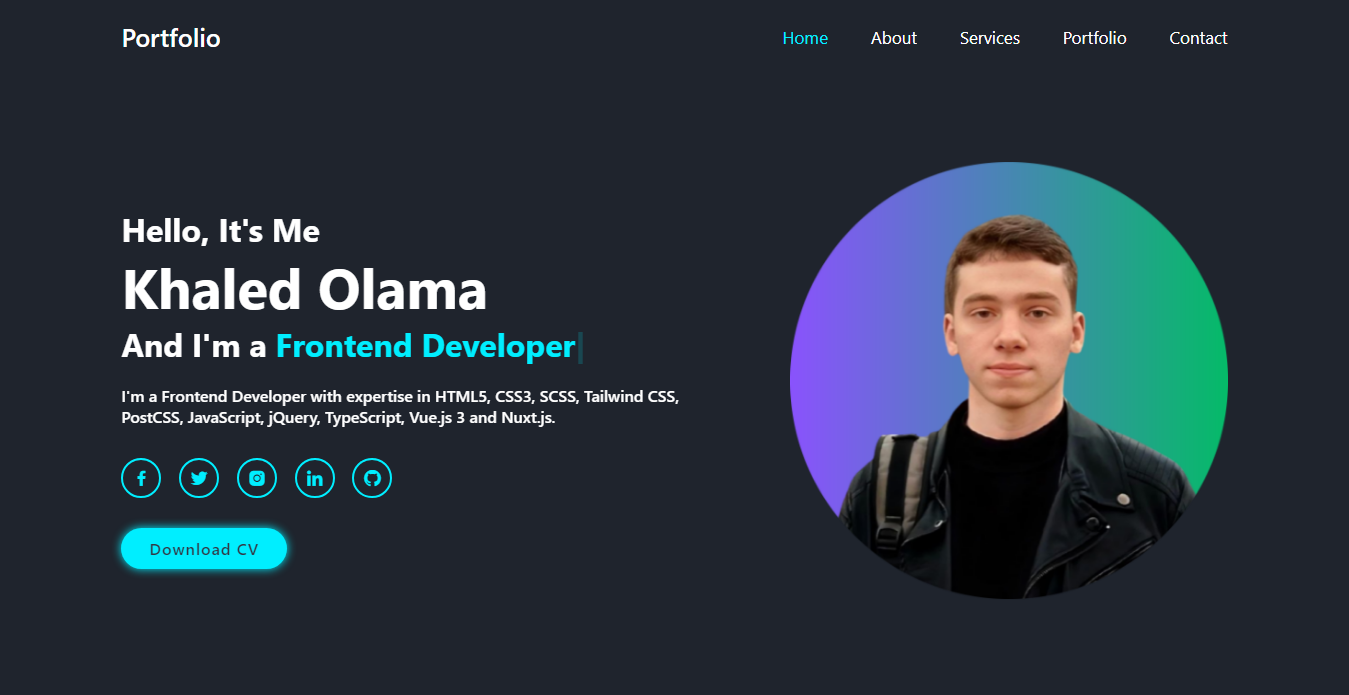 Portfolio
Home About Services Portfolio Contact
Hello, It's Me
Khaled Olama
And I'm a Frontend Developer
I'm a Frontend Developer with expertise in HTML5, CSS3, SCSS, Tailwind CSS,
PostCSS, JavaScript, jQuery, TypeScript, Vue.js 3 and Nuxt.js.
Download CV